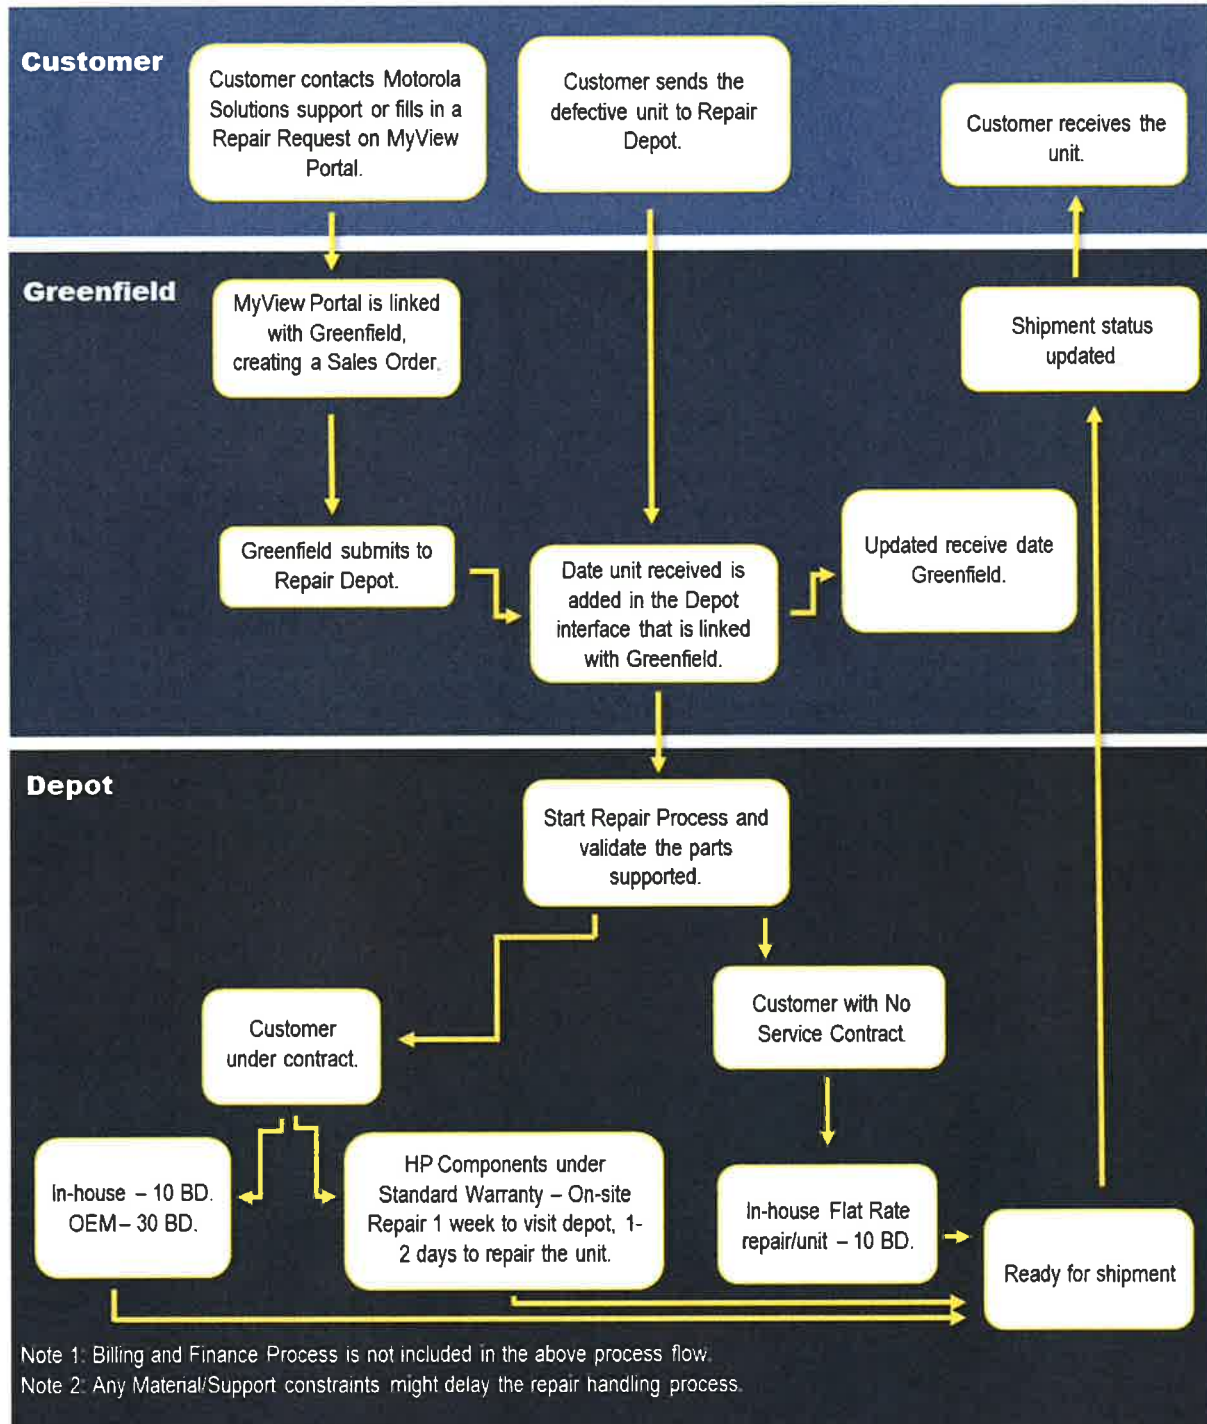 Customer
Customer contacts Motorola
Solutions support or fills in a
Repair Request on MyView
Portal.
Customer sends the
defective unit to Repair
Depot.
Customer receives the
unit.
Greenfield
MyView Portal is linked
with Greenfield,
creating a Sales Order.
Shipment status
updated
Greenfield submits to
Repair Depot.
Date unit received is
added in the Depot
interface that is linked
with Greenfield.
Updated receive date
Greenfield.
Depot
Start Repair Process and
validate the parts
supported.
Customer
under contract.
Customer with No
Service Contract
In-house – 10 BD.
OEM – 30 BD.
HP Components under
Standard Warranty – On-site
Repair 1 week to visit depot, 1-
2 days to repair the unit.
In-house Flat Rate
repair/unit – 10 BD.
Ready for shipment
Note 1: Billing and Finance Process is not included in the above process flow.
Note 2: Any Material/Support constraints might delay the repair handling process.